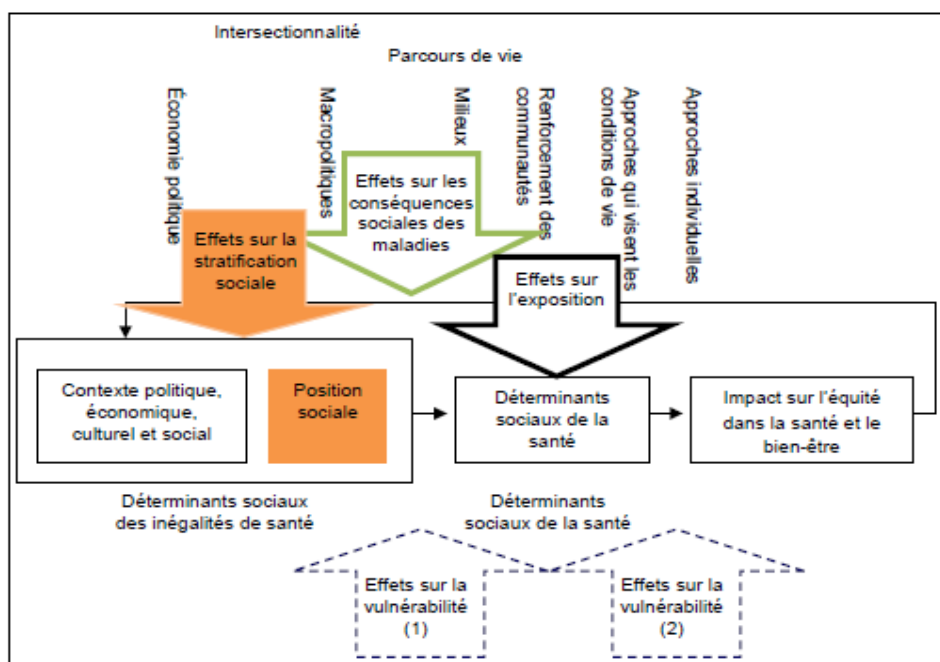 Intersectionnalité
Parcours de vie
Économie politique
Macropolitiques
Milieux
Renforcement des
communautés
Approches qui visent les
conditions de vie
Approches individuelles
Effets sur les
conséquences
sociales des
maladies
Effets sur la
stratification
sociale
Effets sur
l'exposition
Contexte politique,
économique,
culturel et social
Position
sociale
Déterminants
sociaux de la
santé
Impact sur l'équité
dans la santé et le
bien-être
Déterminants sociaux
des inégalités de santé
Déterminants
sociaux de la santé
Effets sur la
vulnérabilité
(1)
Effets sur la
vulnérabilité
(2)